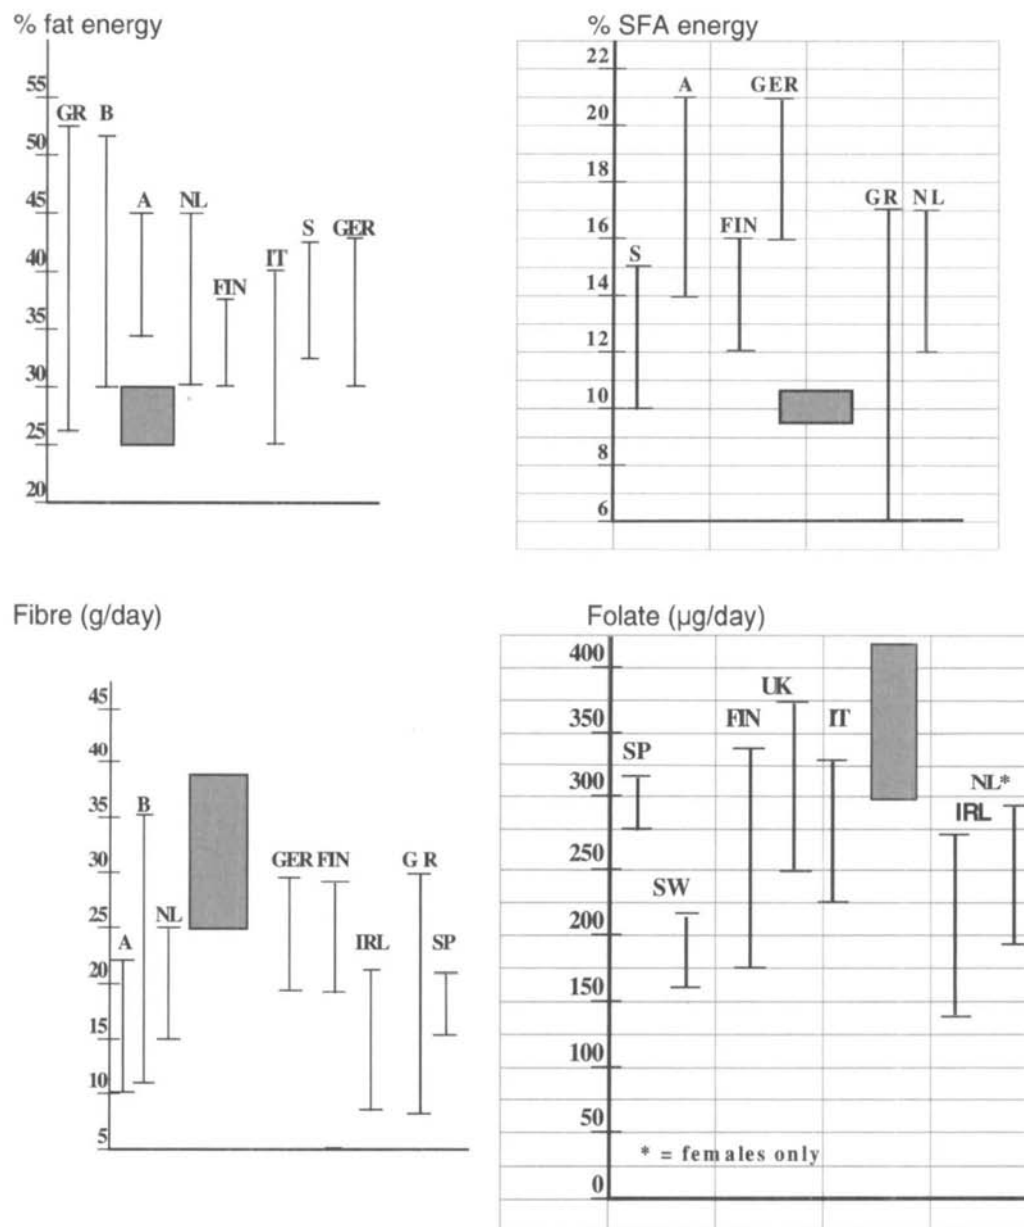 % fat energy
55
GR B
50
A NL
45
S GER
40
IT
FIN
35
30
25
20
% SFA energy
22
A GER
20
18
GR NL
16
FIN
S
14
12
10
8
6
Fibre (g/day)
45
40
35
B
30
GER FIN G R
25
NL
A IRL SP
20
15
10
5
Folate (µg/day)
400
UK
350
FIN IT
SP
300
NL*
IRL
250
SW
200
150
100
50
* = females only
0